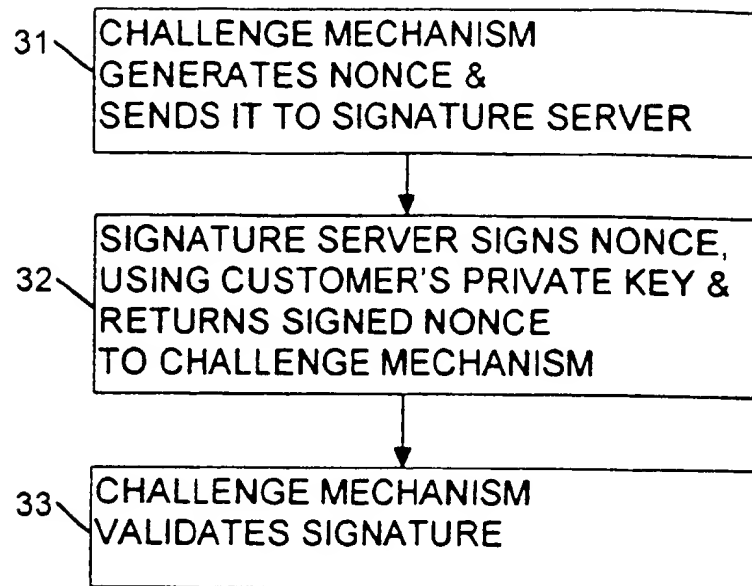 31
CHALLENGE MECHANISM
GENERATES NONCE &
SENDS IT TO SIGNATURE SERVER
32
SIGNATURE SERVER SIGNS NONCE,
USING CUSTOMER'S PRIVATE KEY &
RETURNS SIGNED NONCE
TO CHALLENGE MECHANISM
33
CHALLENGE MECHANISM
VALIDATES SIGNATURE